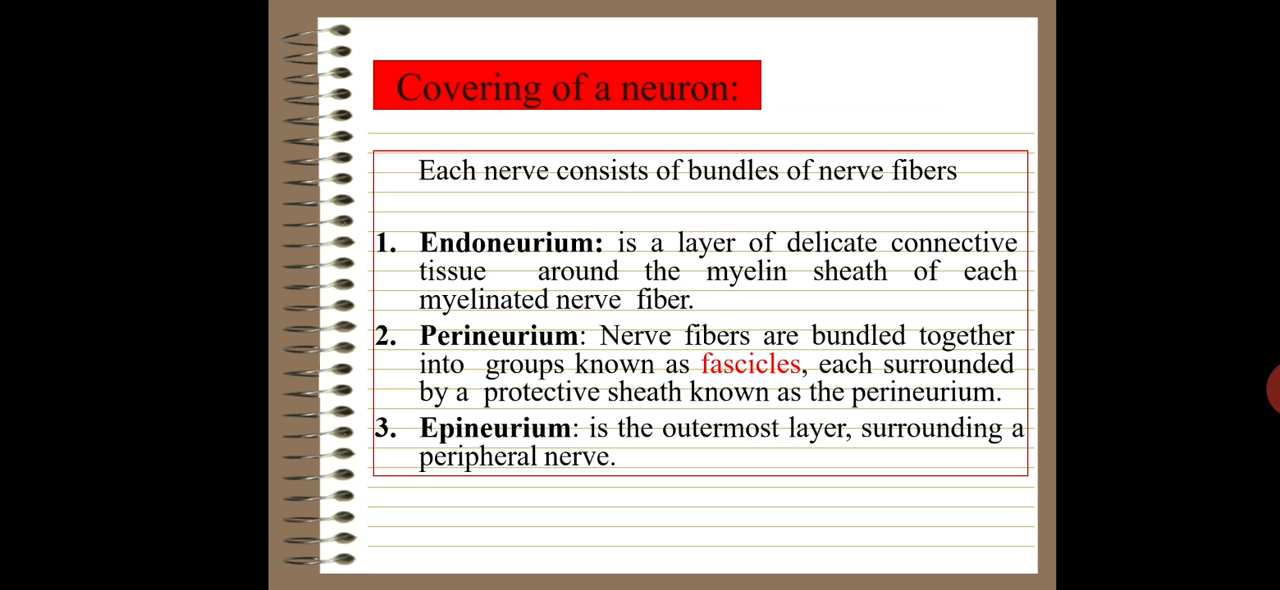 Covering of a neuron:
Each nerve consists of bundles of nerve fibers
1. Endoneurium: is a layer of delicate connective
tissue around the myelin sheath of each
myelinated nerve fiber.
2. Perineurium: Nerve fibers are bundled together
into groups known as fascicles, each surrounded
by a protective sheath known as the perineurium.
3. Epineurium: is the outermost layer, surrounding a
peripheral nerve.